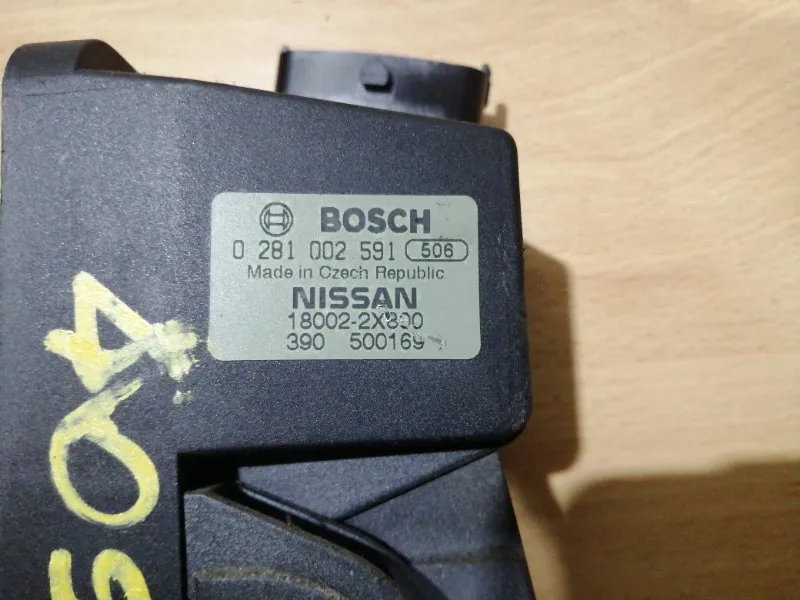 BOSCH
0 281 002 591 506
Made in Czech Republic
NISSAN
18002-2X800
390 500169